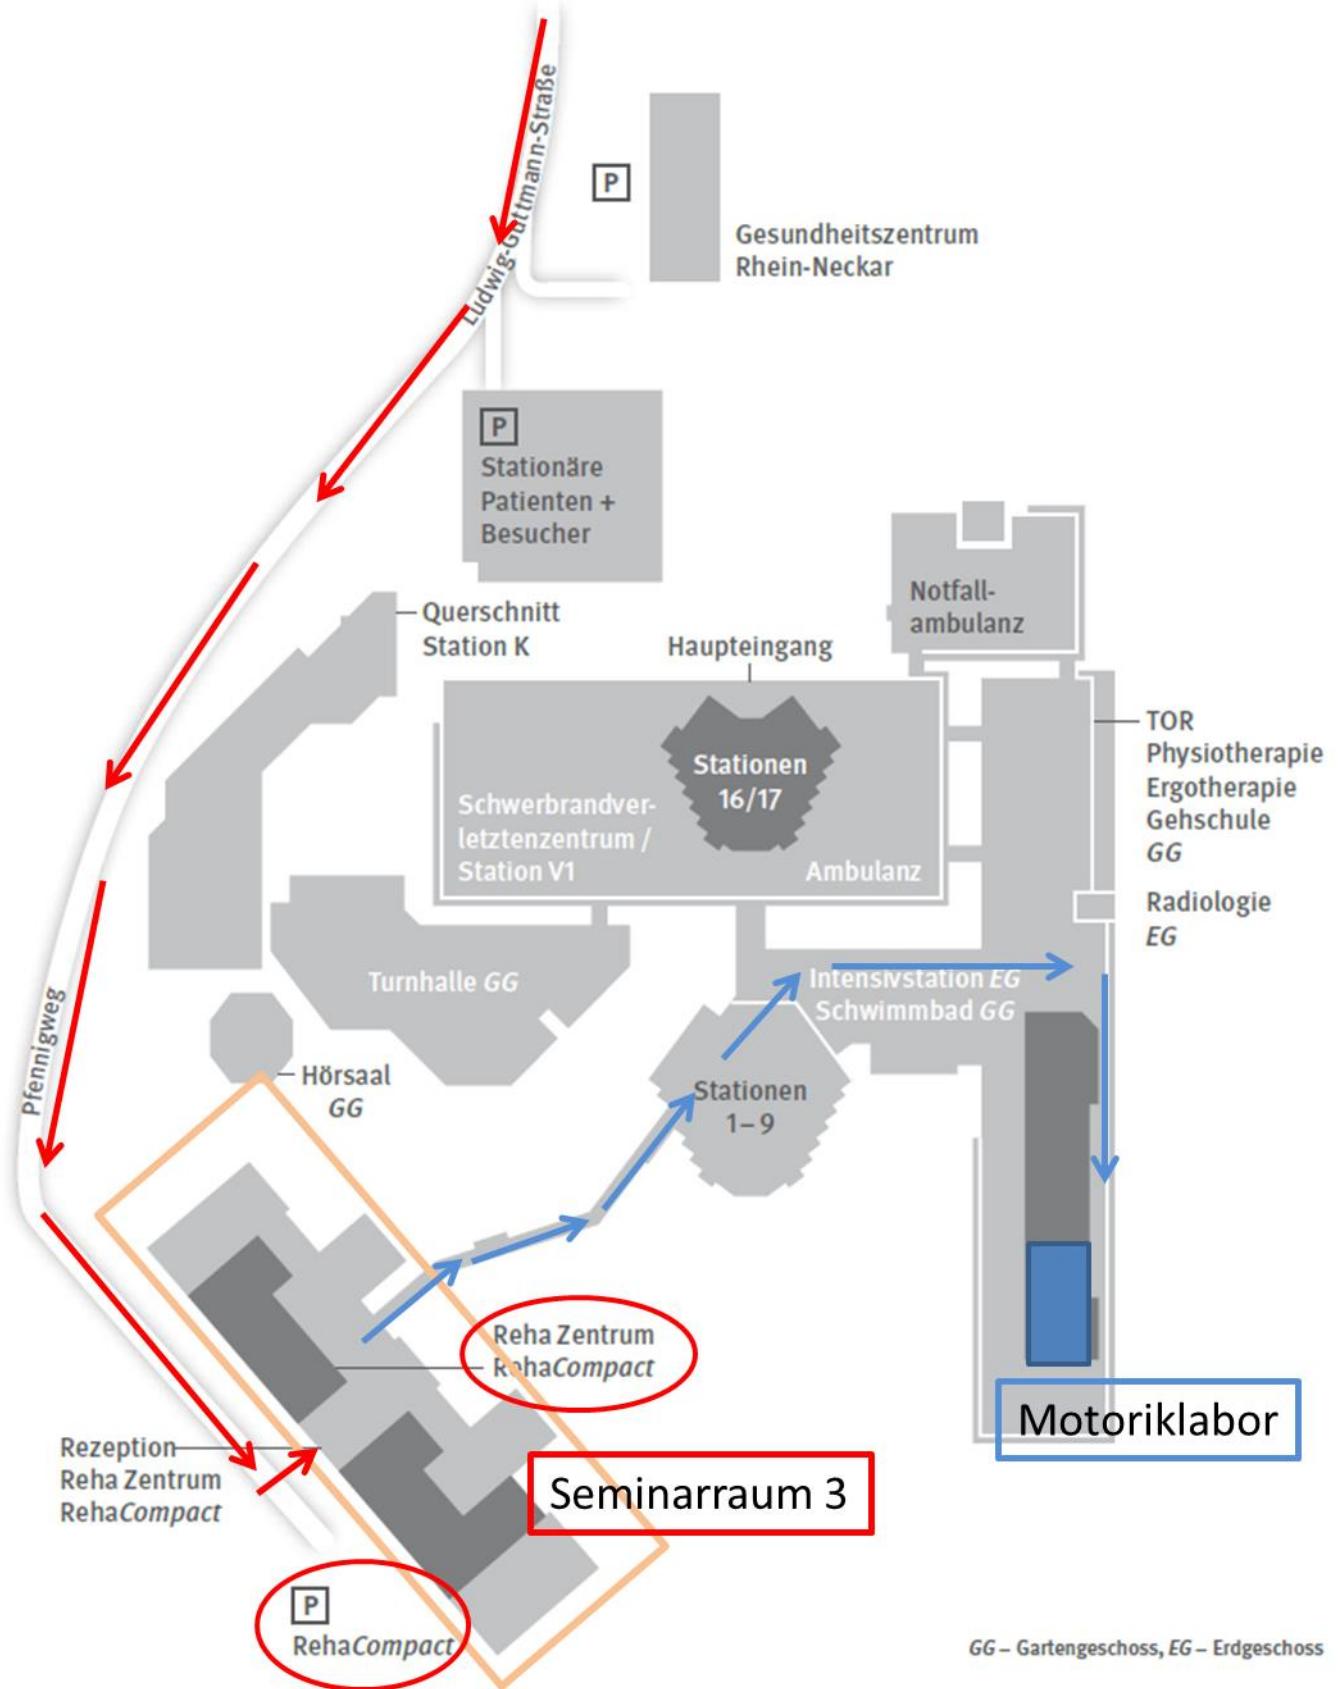 Ludwig-Guttmann-Straße
P
Gesundheitszentrum
Rhein-Neckar
P
Stationäre
Patienten +
Besucher
Notfall-
ambulanz
Querschnitt
Station K
Haupteingang
TOR
Physiotherapie
Ergotherapie
Gehschule
GG
Stationen
16/17
Schwerbrandver-
letztenzentrum /
Station V1
Ambulanz
Radiologie
EG
Turnhalle GG
Intensivstation EG
Schwimmbad GG
Pfennigweg
Hörsaal
GG
Stationen
1–9
Reha Zentrum
RehaCompact
Motoriklabor
Rezeption
Reha Zentrum
RehaCompact
Seminarraum 3
P
RehaCompact
GG – Gartengeschoss, EG – Erdgeschoss